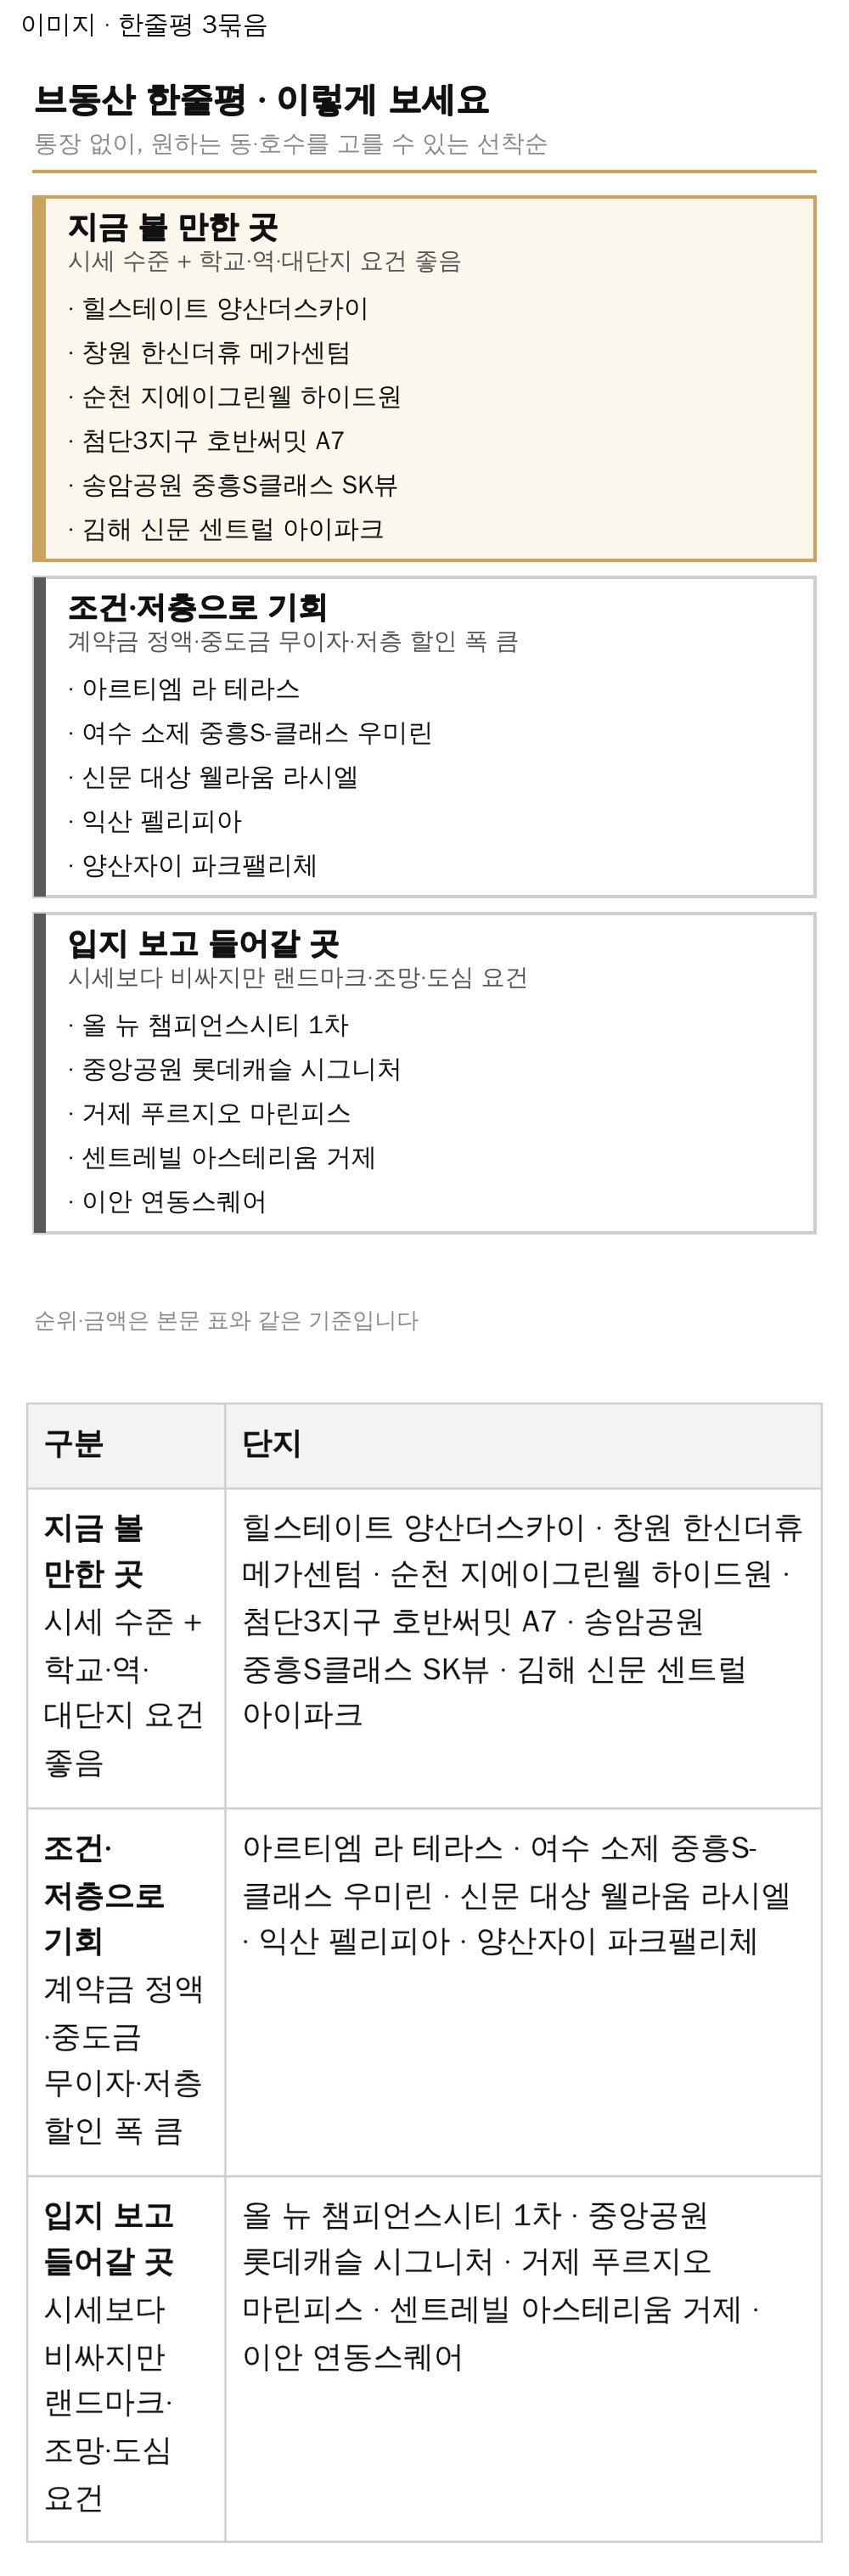 이미지 · 한줄평 3묶음
브동산 한줄평 · 이렇게 보세요
통장 없이, 원하는 동·호수를 고를 수 있는 선착순
지금 볼 만한 곳
시세 수준 + 학교·역·대단지 요건 좋음
· 힐스테이트 양산더스카이
· 창원 한신더휴 메가센텀
· 순천 지에이그린웰 하이드원
· 첨단3지구 호반써밋 A7
· 송암공원 중흥S클래스 SK뷰
· 김해 신문 센트럴 아이파크
조건·저층으로 기회
계약금 정액·중도금 무이자·저층 할인 폭 큼
· 아르티엠 라 테라스
· 여수 소제 중흥S-클래스 우미린
· 신문 대상 웰라움 라시엘
· 익산 펠리피아
· 양산자이 파크팰리체
입지 보고 들어갈 곳
시세보다 비싸지만 랜드마크·조망·도심 요건
· 올 뉴 챔피언스시티 1차
· 중앙공원 롯데캐슬 시그니처
· 거제 푸르지오 마린피스
· 센트레빌 아스테리움 거제
· 이안 연동스퀘어
순위·금액은 본문 표와 같은 기준입니다
구분
단지
지금 볼
만한 곳
시세 수준 +
학교·역·
대단지 요건
좋음
힐스테이트 양산더스카이 · 창원 한신더휴
메가센텀 · 순천 지에이그린웰 하이드원 ·
첨단3지구 호반써밋 A7 · 송암공원
중흥S클래스 SK뷰 · 김해 신문 센트럴
아이파크
조건·
저층으로
기회
계약금 정액
·중도금
무이자·저층
할인 폭 큼
아르티엠 라 테라스 · 여수 소제 중흥S-
클래스 우미린 · 신문 대상 웰라움 라시엘
· 익산 펠리피아 · 양산자이 파크팰리체
입지 보고
들어갈 곳
시세보다
비싸지만
랜드마크·
조망·도심
요건
올 뉴 챔피언스시티 1차 · 중앙공원
롯데캐슬 시그니처 · 거제 푸르지오
마린피스 · 센트레빌 아스테리움 거제 ·
이안 연동스퀘어